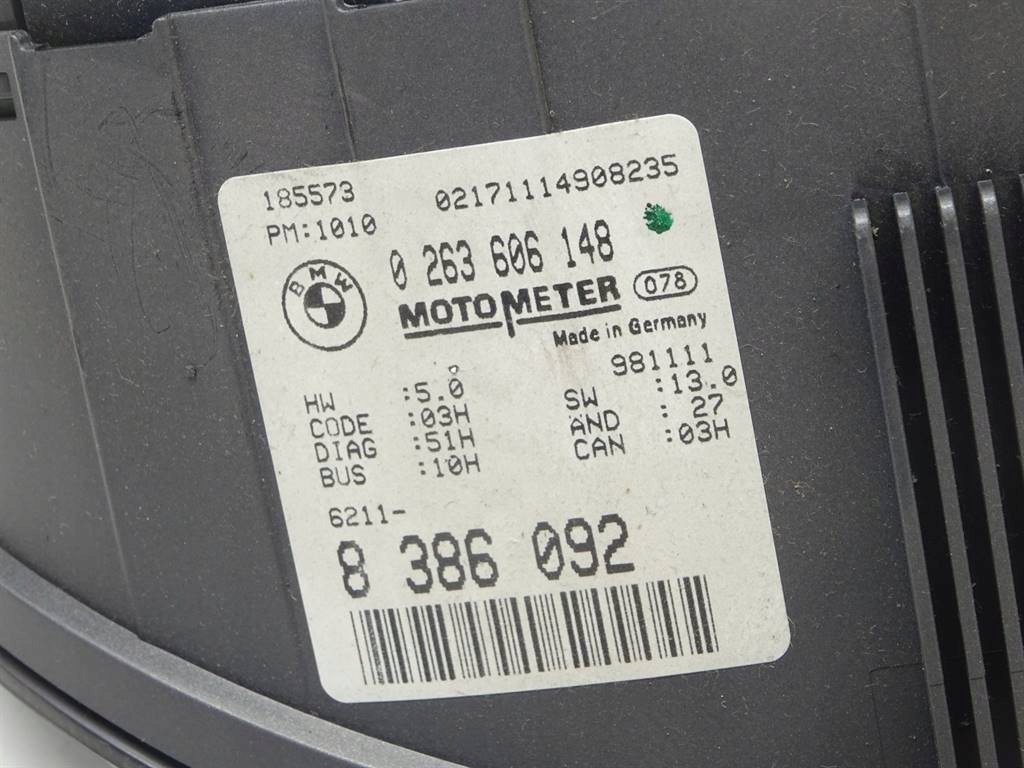 185573 02171114908235
PM:1010
0 263 606 148
BMW
MOTOMETER 078
Made in Germany
981111
HW :5.0 SW :13.0
CODE :03H AND : 27
DIAG :51H CAN :03H
BUS :10H
6211-
8 386 092